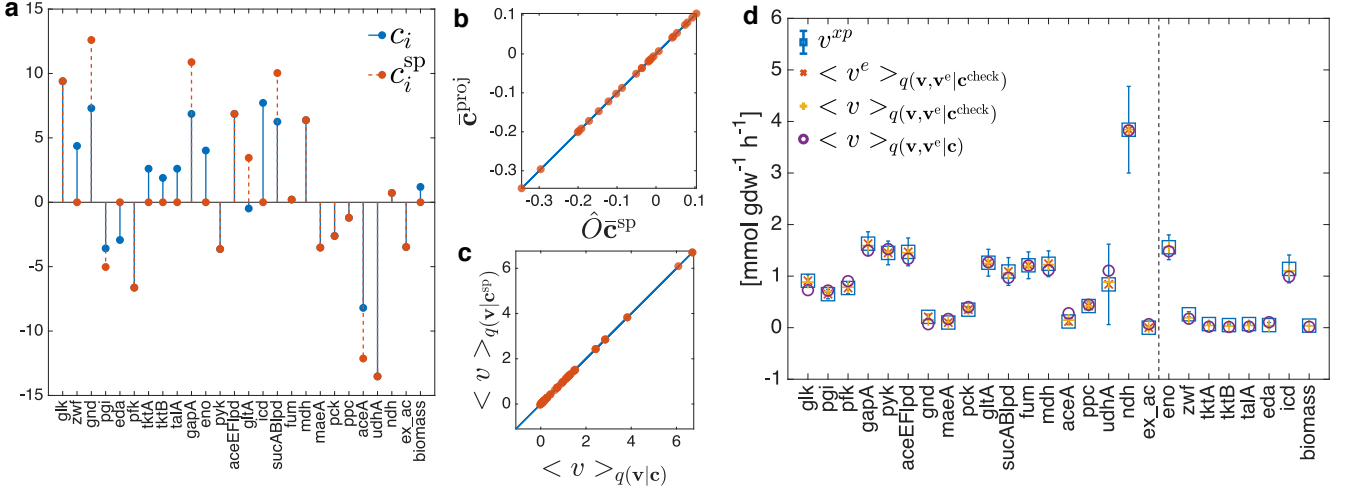 a
15
10
5
0
-5
-10
-15
c_i
c_i^sp
glk
zwf
gnd
pgi
eda
pfk
tktA
tktB
talA
gapA
eno
pyk
aceEFlpd
gltA
icd
sucABlpd
fum
mdh
maeA
pck
ppc
aceA
udhA
ndh
ex_ac
biomass
b
0.1
0
-0.1
-0.2
-0.3
c̄^proj
-0.3 -0.2 -0.1 0 0.1
Ôc̄^sp
c
6
4
2
0
< v >_q(v|c^sp)
0 2 4 6
< v >_q(v|c)
d
6
5
4
3
2
1
0
-1
[mmol gdw⁻¹ h⁻¹]
v^xp
< v^e >_q(v,v^e|c^check)
< v >_q(v,v^e|c^check)
< v >_q(v,v^e|c)
glk
pgi
pfk
gapA
pyk
aceEFlpd
gnd
maeA
pck
gltA
sucABlpd
fum
mdh
aceA
ppc
udhA
ndh
ex_ac
eno
zwf
tktA
tktB
talA
eda
icd
biomass